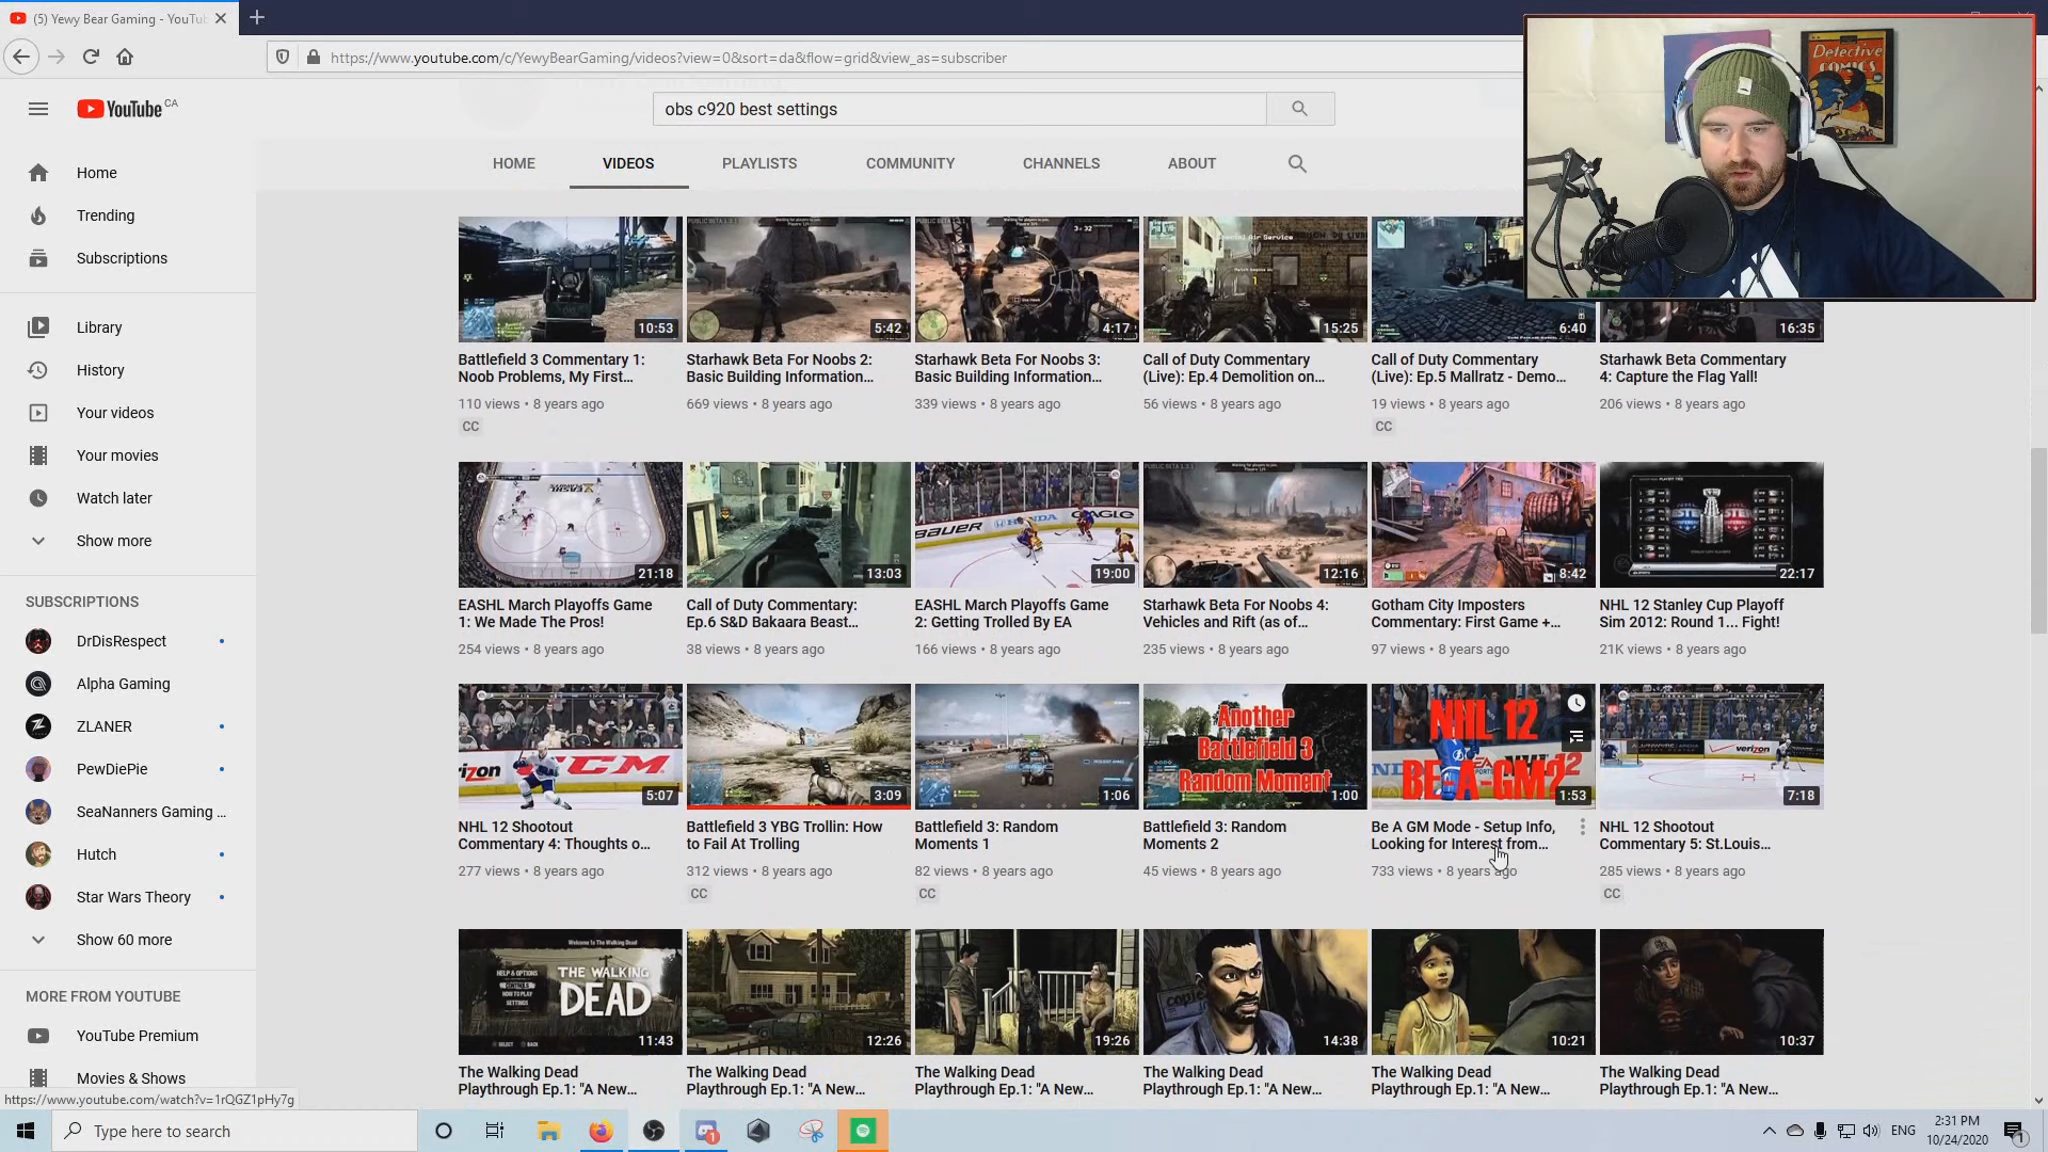 (5) Yewy Bear Gaming - YouTub
https://www.youtube.com/c/YewyBearGaming/videos?view=0&sort=da&flow=grid&view_as=subscriber
YouTube CA
obs c920 best settings
HOME VIDEOS PLAYLISTS COMMUNITY CHANNELS ABOUT
Detective
COMICS
Home
Trending
Subscriptions
Library
History
Your videos
Your movies
Watch later
Show more
SUBSCRIPTIONS
DrDisRespect
Alpha Gaming
ZLANER
PewDiePie
SeaNanners Gaming ...
Hutch
Star Wars Theory
Show 60 more
MORE FROM YOUTUBE
YouTube Premium
Movies & Shows
10:53 5:42 4:17 15:25 6:40 16:35
Battlefield 3 Commentary 1:
Noob Problems, My First...
110 views • 8 years ago
CC
Starhawk Beta For Noobs 2:
Basic Building Information...
669 views • 8 years ago
Starhawk Beta For Noobs 3:
Basic Building Information...
339 views • 8 years ago
Call of Duty Commentary
(Live): Ep.4 Demolition on...
56 views • 8 years ago
Call of Duty Commentary
(Live): Ep.5 Mallratz - Demo...
19 views • 8 years ago
CC
Starhawk Beta Commentary
4: Capture the Flag Yall!
206 views • 8 years ago
BAUER HONDA EAGLE
21:18 13:03 19:00 12:16 8:42 22:17
EASHL March Playoffs Game
1: We Made The Pros!
254 views • 8 years ago
Call of Duty Commentary:
Ep.6 S&D Bakaara Beast...
38 views • 8 years ago
EASHL March Playoffs Game
2: Getting Trolled By EA
166 views • 8 years ago
Starhawk Beta For Noobs 4:
Vehicles and Rift (as of...
235 views • 8 years ago
Gotham City Imposters
Commentary: First Game +...
97 views • 8 years ago
NHL 12 Stanley Cup Playoff
Sim 2012: Round 1... Fight!
21K views • 8 years ago
rizon CCM
Another
Battlefield 3
Random Moment
NHL 12
BE-A-GM?
verizon
5:07 3:09 1:06 1:00 1:53 7:18
NHL 12 Shootout
Commentary 4: Thoughts o...
277 views • 8 years ago
Battlefield 3 YBG Trollin: How
to Fail At Trolling
312 views • 8 years ago
CC
Battlefield 3: Random
Moments 1
82 views • 8 years ago
CC
Battlefield 3: Random
Moments 2
45 views • 8 years ago
Be A GM Mode - Setup Info,
Looking for Interest from...
733 views • 8 years ago
NHL 12 Shootout
Commentary 5: St.Louis...
285 views • 8 years ago
CC
HELP & OPTIONS
CONTROLS
HOW TO PLAY
SETTINGS
THE WALKING
DEAD
11:43 12:26 19:26 14:38 10:21 10:37
The Walking Dead
Playthrough Ep.1: "A New...
The Walking Dead
Playthrough Ep.1: "A New...
The Walking Dead
Playthrough Ep.1: "A New...
The Walking Dead
Playthrough Ep.1: "A New...
The Walking Dead
Playthrough Ep.1: "A New...
The Walking Dead
Playthrough Ep.1: "A New...
https://www.youtube.com/watch?v=1rQGZ1pHy7g
Type here to search
ENG
2:31 PM
10/24/2020